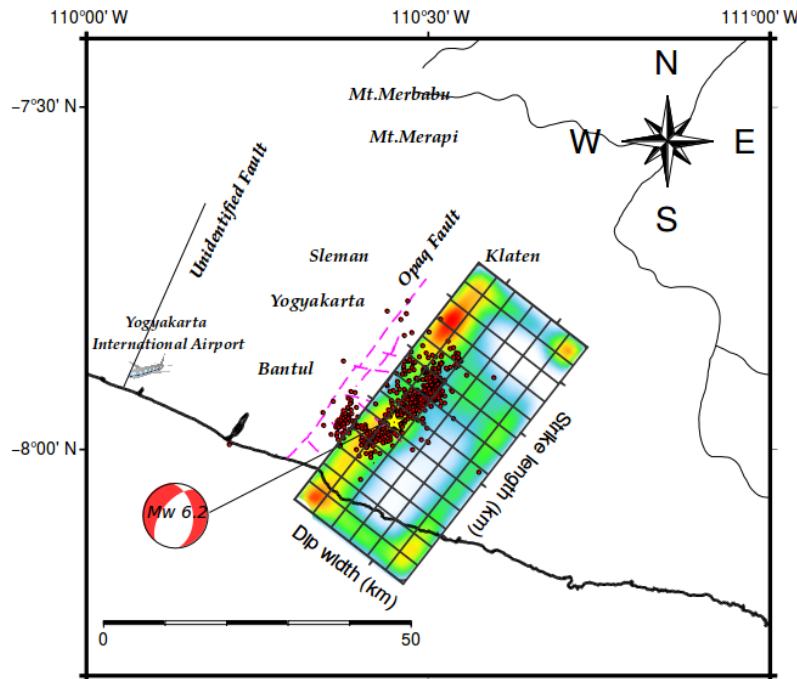 110°00' W
110°30' W
111°00' W
−7°30' N
−8°00' N
N
W
E
S
Mt.Merbabu
Mt.Merapi
Unidentified Fault
Sleman
Opaq Fault
Klaten
Yogyakarta
Yogyakarta
International Airport
Bantul
Strike length (km)
Mw 6.2
Dip width (km)
0
50